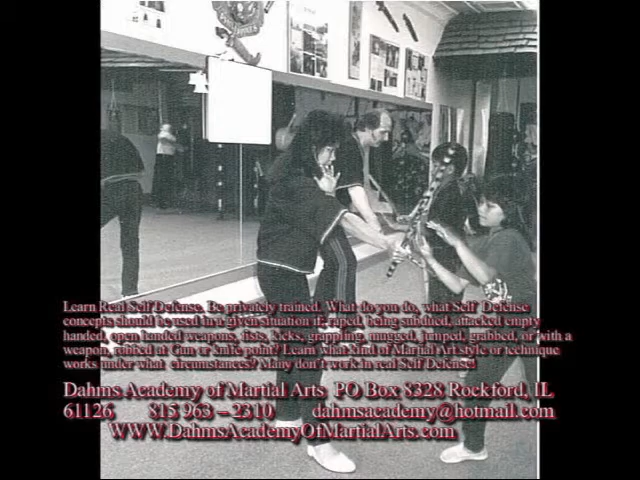 Learn Real Self Defense. Be privately trained. What do you do, what Self Defense
concepts should be used in a given situation if raped, being subdued, attacked empty
handed, open handed weapons, fists, kicks, grappling, mugged, jumped, grabbed, or with a
weapon, robbed at Gun or knife point? Learn what kind of Martial Art style or technique
works under what circumstances? Many don't work in real Self Defense!
Dahms Academy of Martial Arts PO Box 8328 Rockford, IL
61126 815 963 – 2310 dahmsacademy@hotmail.com
WWW.DahmsAcademyOfMartialArts.com